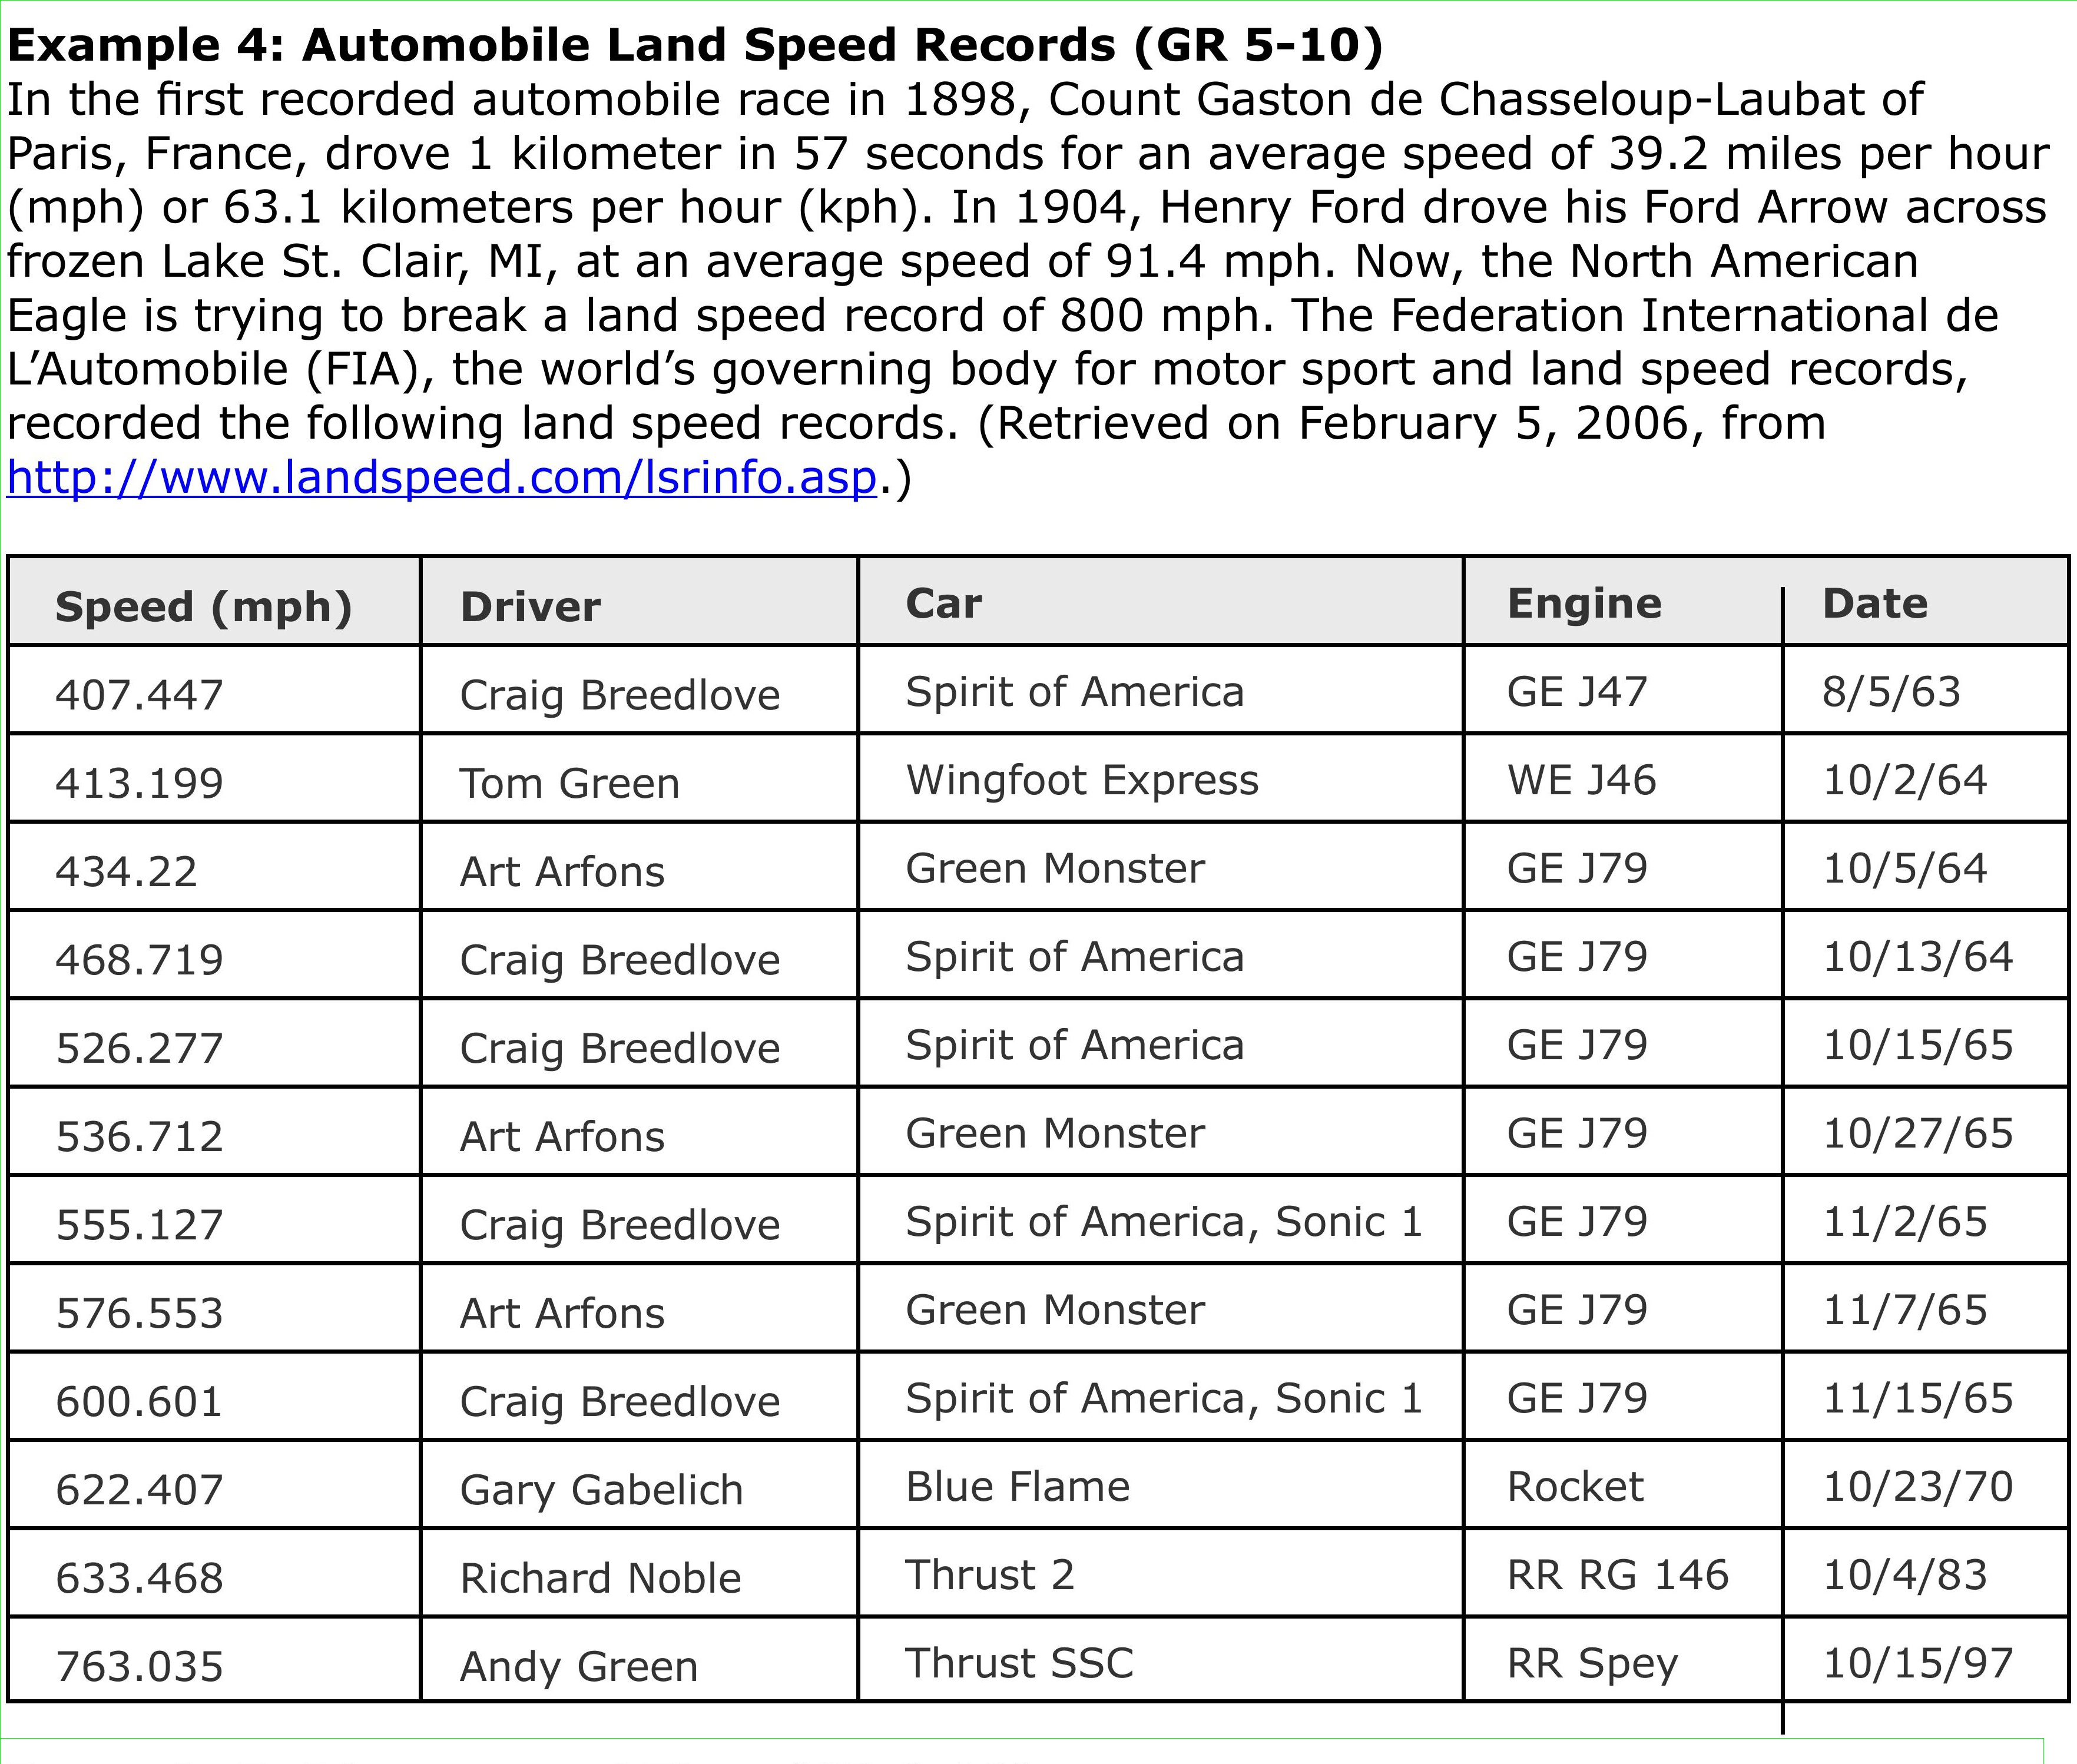 Example 4: Automobile Land Speed Records (GR 5-10)
In the first recorded automobile race in 1898, Count Gaston de Chasseloup-Laubat of
Paris, France, drove 1 kilometer in 57 seconds for an average speed of 39.2 miles per hour
(mph) or 63.1 kilometers per hour (kph). In 1904, Henry Ford drove his Ford Arrow across
frozen Lake St. Clair, MI, at an average speed of 91.4 mph. Now, the North American
Eagle is trying to break a land speed record of 800 mph. The Federation International de
L’Automobile (FIA), the world’s governing body for motor sport and land speed records,
recorded the following land speed records. (Retrieved on February 5, 2006, from
http://www.landspeed.com/lsrinfo.asp.)
Speed (mph) Driver Car Engine Date
407.447 Craig Breedlove Spirit of America GE J47 8/5/63
413.199 Tom Green Wingfoot Express WE J46 10/2/64
434.22 Art Arfons Green Monster GE J79 10/5/64
468.719 Craig Breedlove Spirit of America GE J79 10/13/64
526.277 Craig Breedlove Spirit of America GE J79 10/15/65
536.712 Art Arfons Green Monster GE J79 10/27/65
555.127 Craig Breedlove Spirit of America, Sonic 1 GE J79 11/2/65
576.553 Art Arfons Green Monster GE J79 11/7/65
600.601 Craig Breedlove Spirit of America, Sonic 1 GE J79 11/15/65
622.407 Gary Gabelich Blue Flame Rocket 10/23/70
633.468 Richard Noble Thrust 2 RR RG 146 10/4/83
763.035 Andy Green Thrust SSC RR Spey 10/15/97